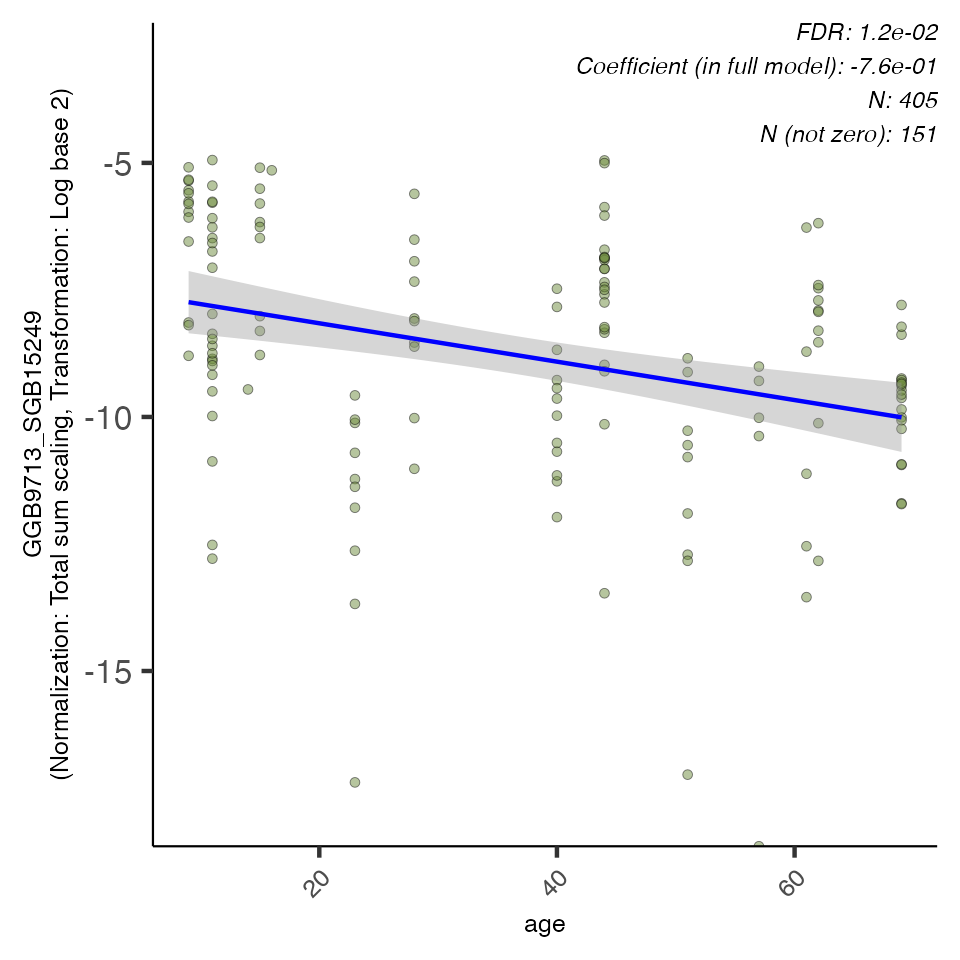 FDR: 1.2e-02
Coefficient (in full model): -7.6e-01
N: 405
N (not zero): 151
GGB9713_SGB15249
(Normalization: Total sum scaling, Transformation: Log base 2)
-5
-10
-15
20
40
60
age